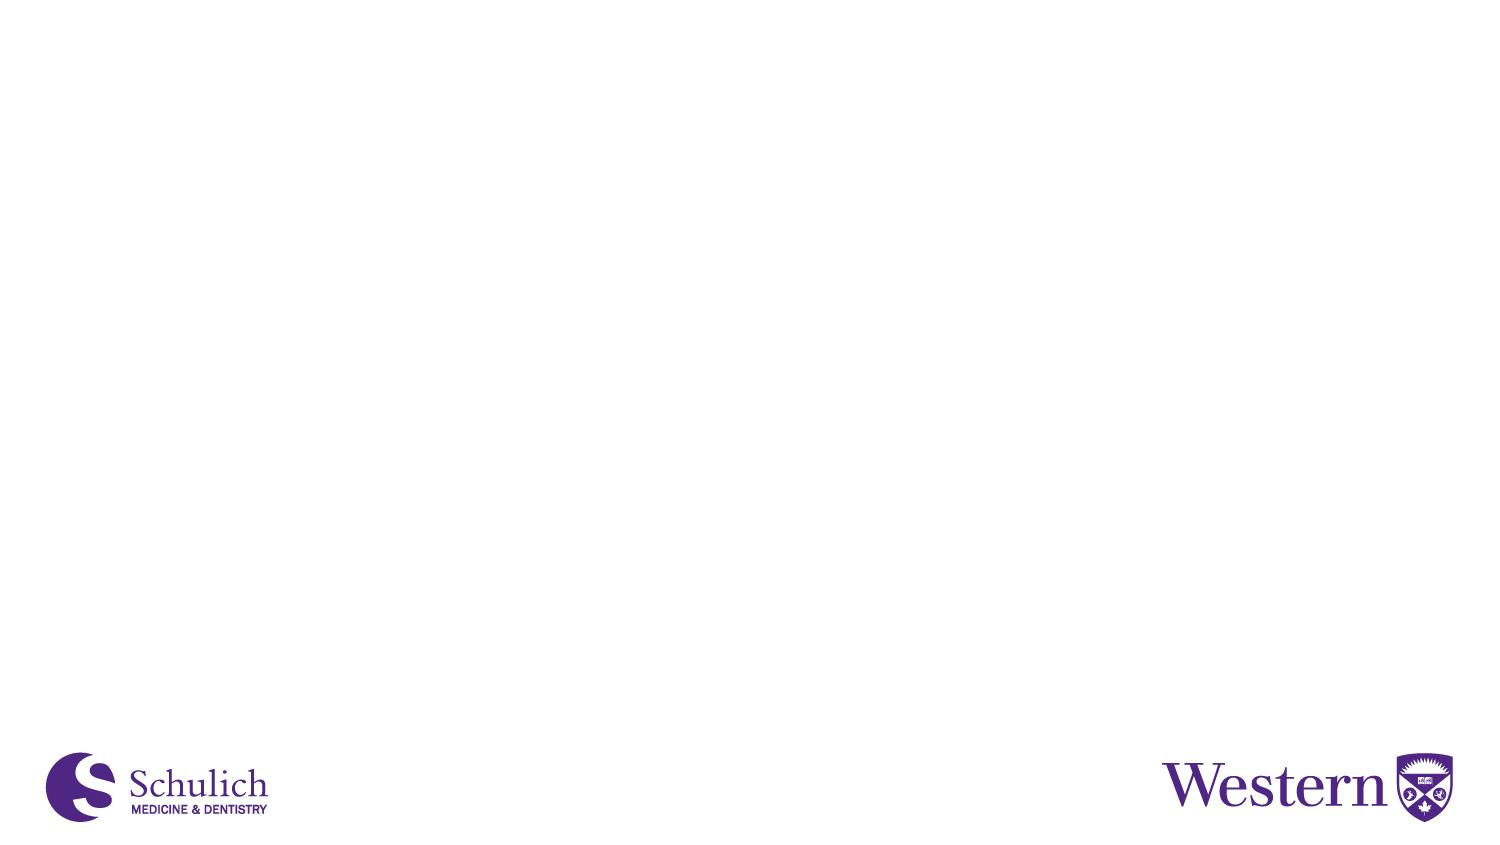 Schulich
MEDICINE & DENTISTRY
Western